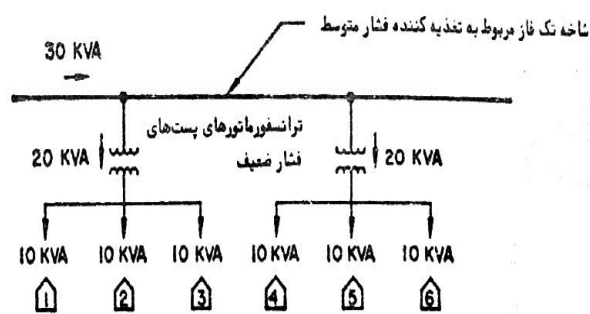 شاخه تک فاز مربوط به تغذیه کننده فشار متوسط
30 KVA
ترانسفورماتورهای پست‌های
فشار ضعیف
20 KVA
20 KVA
10 KVA 10 KVA 10 KVA 10 KVA 10 KVA 10 KVA
1 2 3 4 5 6